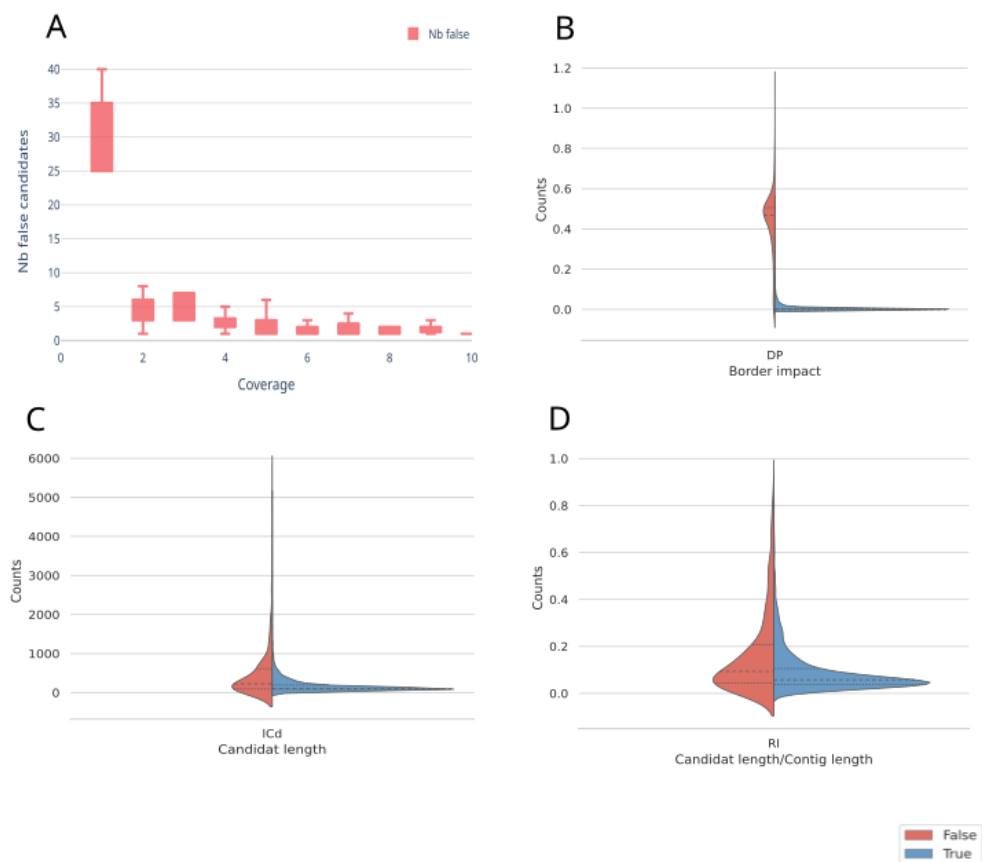 A
Nb false
Nb false candidates
40
35
30
25
20
15
10
5
0
0
2
4
6
8
10
Coverage
B
Counts
1.2
1.0
0.8
0.6
0.4
0.2
0.0
DP
Border impact
C
Counts
6000
5000
4000
3000
2000
1000
0
ICd
Candidat length
D
Counts
1.0
0.8
0.6
0.4
0.2
0.0
RI
Candidat length/Contig length
False
True